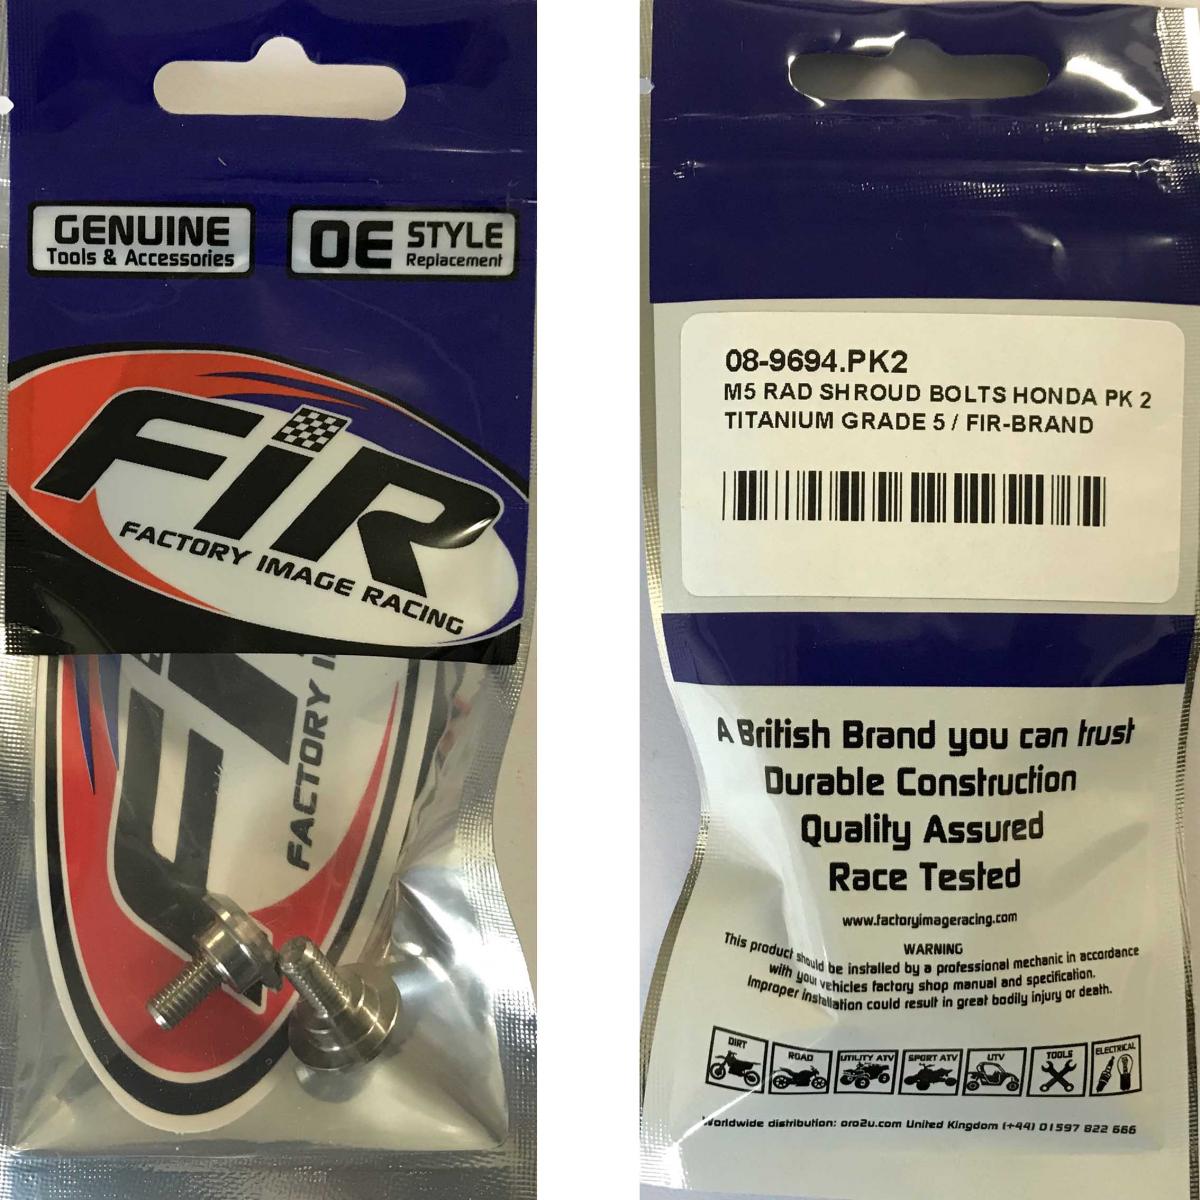 GENUINE
Tools & Accessories
OE STYLE
Replacement
FiR
FACTORY IMAGE RACING
FACTORY I
08-9694.PK2
M5 RAD SHROUD BOLTS HONDA PK 2
TITANIUM GRADE 5 / FIR-BRAND
A British Brand you can trust
Durable Construction
Quality Assured
Race Tested
www.factoryimageracing.com
WARNING
This product should be installed by a professional mechanic in accordance
with your vehicles factory shop manual and specification.
Improper installation could result in great bodily injury or death.
DIRT
ROAD
UTILITY ATV
SPORT ATV
UTV
TOOLS
ELECTRICAL
Worldwide distribution: oro2u.com United Kingdom (+44) 01597 822 666